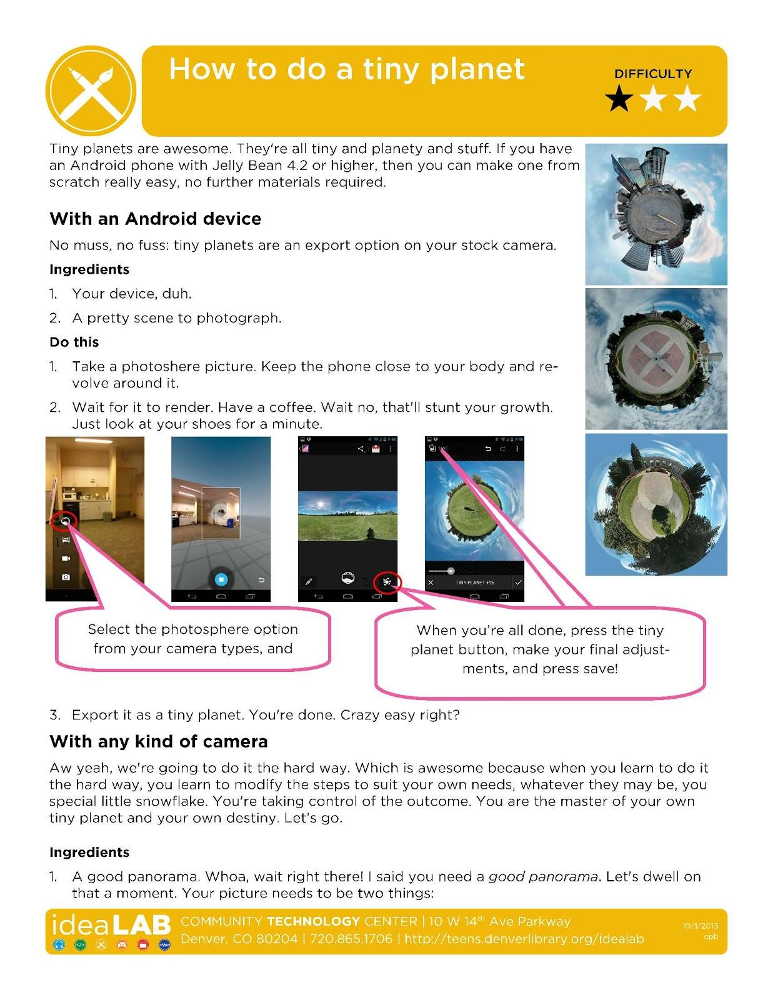 How to do a tiny planet
DIFFICULTY
Tiny planets are awesome. They're all tiny and planety and stuff. If you have
an Android phone with Jelly Bean 4.2 or higher, then you can make one from
scratch really easy, no further materials required.
With an Android device
No muss, no fuss: tiny planets are an export option on your stock camera.
Ingredients
1. Your device, duh.
2. A pretty scene to photograph.
Do this
1. Take a photoshere picture. Keep the phone close to your body and re-
volve around it.
2. Wait for it to render. Have a coffee. Wait no, that'll stunt your growth.
Just look at your shoes for a minute.
1.
2.
SAVE
TINY PLANET +25
Select the photosphere option
from your camera types, and
When you're all done, press the tiny
planet button, make your final adjust-
ments, and press save!
3. Export it as a tiny planet. You're done. Crazy easy right?
With any kind of camera
Aw yeah, we're going to do it the hard way. Which is awesome because when you learn to do it
the hard way, you learn to modify the steps to suit your own needs, whatever they may be, you
special little snowflake. You're taking control of the outcome. You are the master of your own
tiny planet and your own destiny. Let's go.
Ingredients
1. A good panorama. Whoa, wait right there! I said you need a good panorama. Let's dwell on
that a moment. Your picture needs to be two things:
ideaLAB
COMMUNITY TECHNOLOGY CENTER | 10 W 14th Ave Parkway
Denver, CO 80204 | 720.865.1706 | http://teens.denverlibrary.org/idealab
10/1/2013
cpb